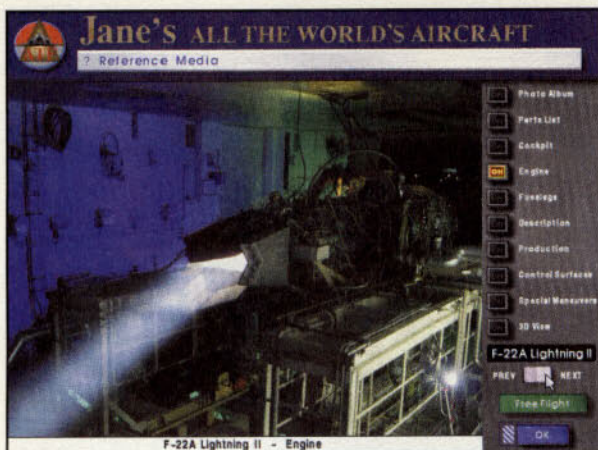 Jane's ALL THE WORLD'S AIRCRAFT
? Reference Media
Photo Album
Parts List
Cockpit
ON
Engine
Fuselage
Description
Production
Control Surfaces
Special Maneuvers
3D View
F-22A Lightning II
PREV NEXT
Free Flight
OK
F-22A Lightning II - Engine